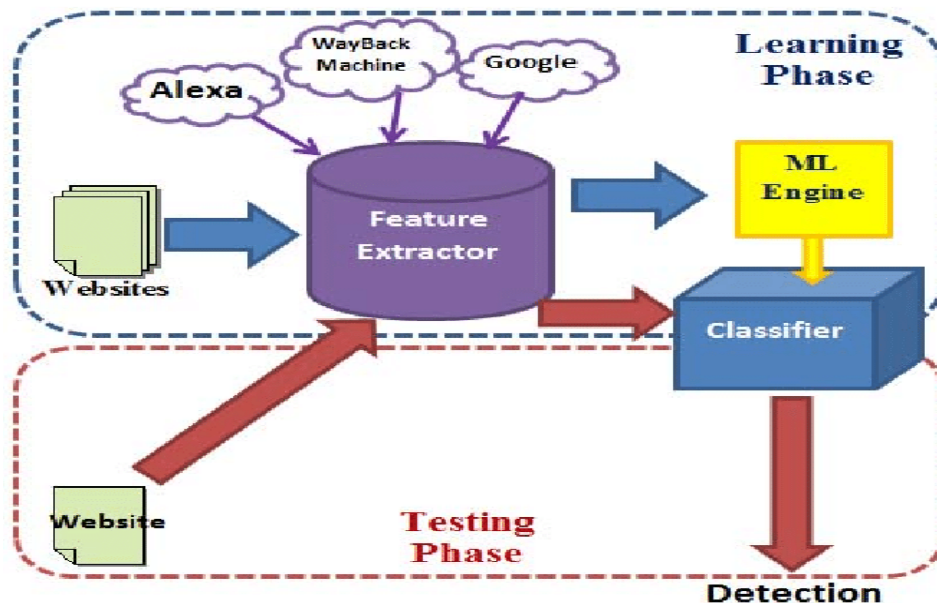 WayBack
Machine
Google
Alexa
Learning
Phase
ML
Engine
Feature
Extractor
Websites
Classifier
Website
Testing
Phase
Detection